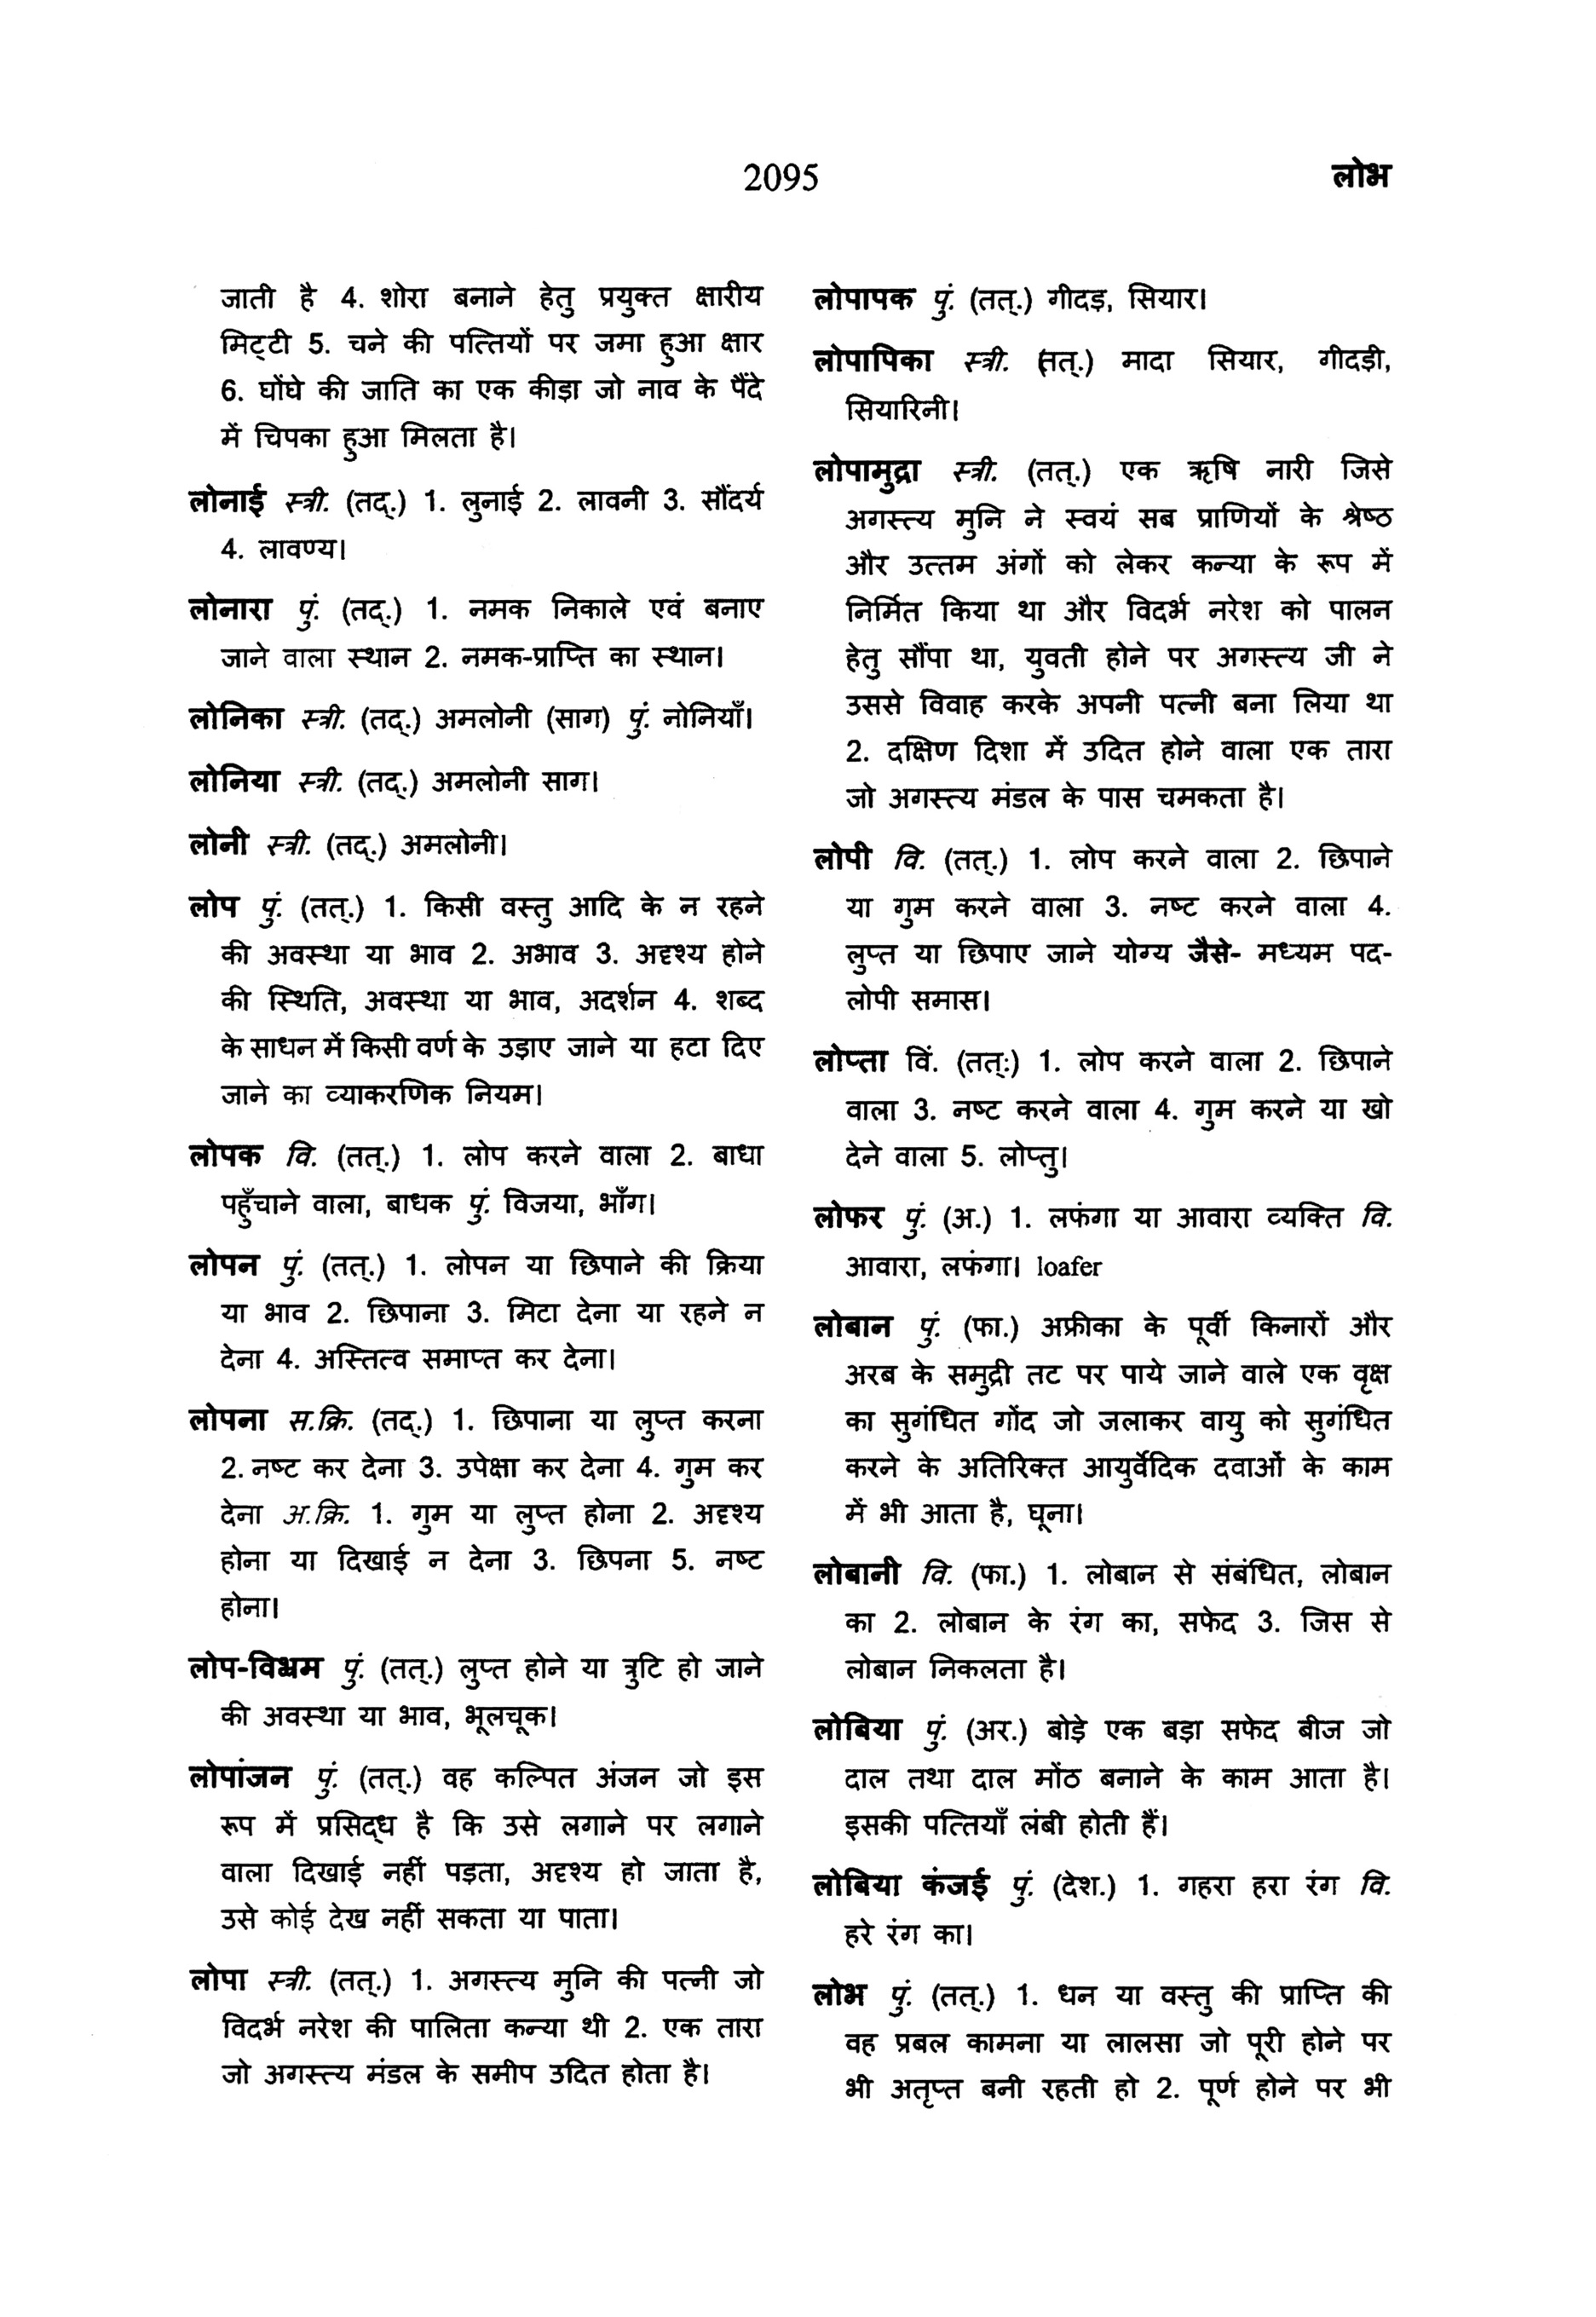 2095
लोभ
जाती है 4. शोरा बनाने हेतु प्रयुक्त क्षारीय
मिट्टी 5. चने की पत्तियों पर जमा हुआ क्षार
6. घोंघे की जाति का एक कीड़ा जो नाव के पैंदे
में चिपका हुआ मिलता है।
लोनाई स्त्री. (तद्.) 1. लुनाई 2. लावनी 3. सौंदर्य
4. लावण्य।
लोनारा पुं. (तद्.) 1. नमक निकाले एवं बनाए
जाने वाला स्थान 2. नमक-प्राप्ति का स्थान।
लोनिका स्त्री. (तद्.) अमलोनी (साग) पुं. नोनियाँ।
लोनिया स्त्री. (तद्.) अमलोनी साग।
लोनी स्त्री. (तद्.) अमलोनी।
लोप पुं. (तत्.) 1. किसी वस्तु आदि के न रहने
की अवस्था या भाव 2. अभाव 3. अदृश्य होने
की स्थिति, अवस्था या भाव, अदर्शन 4. शब्द
के साधन में किसी वर्ण के उड़ाए जाने या हटा दिए
जाने का व्याकरणिक नियम।
लोपक वि. (तत्.) 1. लोप करने वाला 2. बाधा
पहुँचाने वाला, बाधक पुं. विजया, भाँग।
लोपन पुं. (तत्.) 1. लोपन या छिपाने की क्रिया
या भाव 2. छिपाना 3. मिटा देना या रहने न
देना 4. अस्तित्व समाप्त कर देना।
लोपना स.क्रि. (तद्.) 1. छिपाना या लुप्त करना
2. नष्ट कर देना 3. उपेक्षा कर देना 4. गुम कर
देना अ.क्रि. 1. गुम या लुप्त होना 2. अदृश्य
होना या दिखाई न देना 3. छिपना 5. नष्ट
होना।
लोप-विभ्रम पुं. (तत्.) लुप्त होने या त्रुटि हो जाने
की अवस्था या भाव, भूलचूक।
लोपांजन पुं. (तत्.) वह कल्पित अंजन जो इस
रूप में प्रसिद्ध है कि उसे लगाने पर लगाने
वाला दिखाई नहीं पड़ता, अदृश्य हो जाता है,
उसे कोई देख नहीं सकता या पाता।
लोपा स्त्री. (तत्.) 1. अगस्त्य मुनि की पत्नी जो
विदर्भ नरेश की पालिता कन्या थी 2. एक तारा
जो अगस्त्य मंडल के समीप उदित होता है।
लोपापक पुं. (तत्.) गीदड़, सियार।
लोपापिका स्त्री. (तत्.) मादा सियार, गीदड़ी,
सियारिनी।
लोपामुद्रा स्त्री. (तत्.) एक ऋषि नारी जिसे
अगस्त्य मुनि ने स्वयं सब प्राणियों के श्रेष्ठ
और उत्तम अंगों को लेकर कन्या के रूप में
निर्मित किया था और विदर्भ नरेश को पालन
हेतु सौंपा था, युवती होने पर अगस्त्य जी ने
उससे विवाह करके अपनी पत्नी बना लिया था
2. दक्षिण दिशा में उदित होने वाला एक तारा
जो अगस्त्य मंडल के पास चमकता है।
लोपी वि. (तत्.) 1. लोप करने वाला 2. छिपाने
या गुम करने वाला 3. नष्ट करने वाला 4.
लुप्त या छिपाए जाने योग्य जैसे- मध्यम पद-
लोपी समास।
लोप्ता विं. (तत्:) 1. लोप करने वाला 2. छिपाने
वाला 3. नष्ट करने वाला 4. गुम करने या खो
देने वाला 5. लोप्तु।
लोफर पुं. (अ.) 1. लफंगा या आवारा व्यक्ति वि.
आवारा, लफंगा। loafer
लोबान पुं. (फा.) अफ्रीका के पूर्वी किनारों और
अरब के समुद्री तट पर पाये जाने वाले एक वृक्ष
का सुगंधित गोंद जो जलाकर वायु को सुगंधित
करने के अतिरिक्त आयुर्वेदिक दवाओं के काम
में भी आता है, घूना।
लोबानी वि. (फा.) 1. लोबान से संबंधित, लोबान
का 2. लोबान के रंग का, सफेद 3. जिस से
लोबान निकलता है।
लोबिया पुं. (अर.) बोड़े एक बड़ा सफेद बीज जो
दाल तथा दाल मोंठ बनाने के काम आता है।
इसकी पत्तियाँ लंबी होती हैं।
लोबिया कंजई पुं. (देश.) 1. गहरा हरा रंग वि.
हरे रंग का।
लोभ पुं. (तत्.) 1. धन या वस्तु की प्राप्ति की
वह प्रबल कामना या लालसा जो पूरी होने पर
भी अतृप्त बनी रहती हो 2. पूर्ण होने पर भी